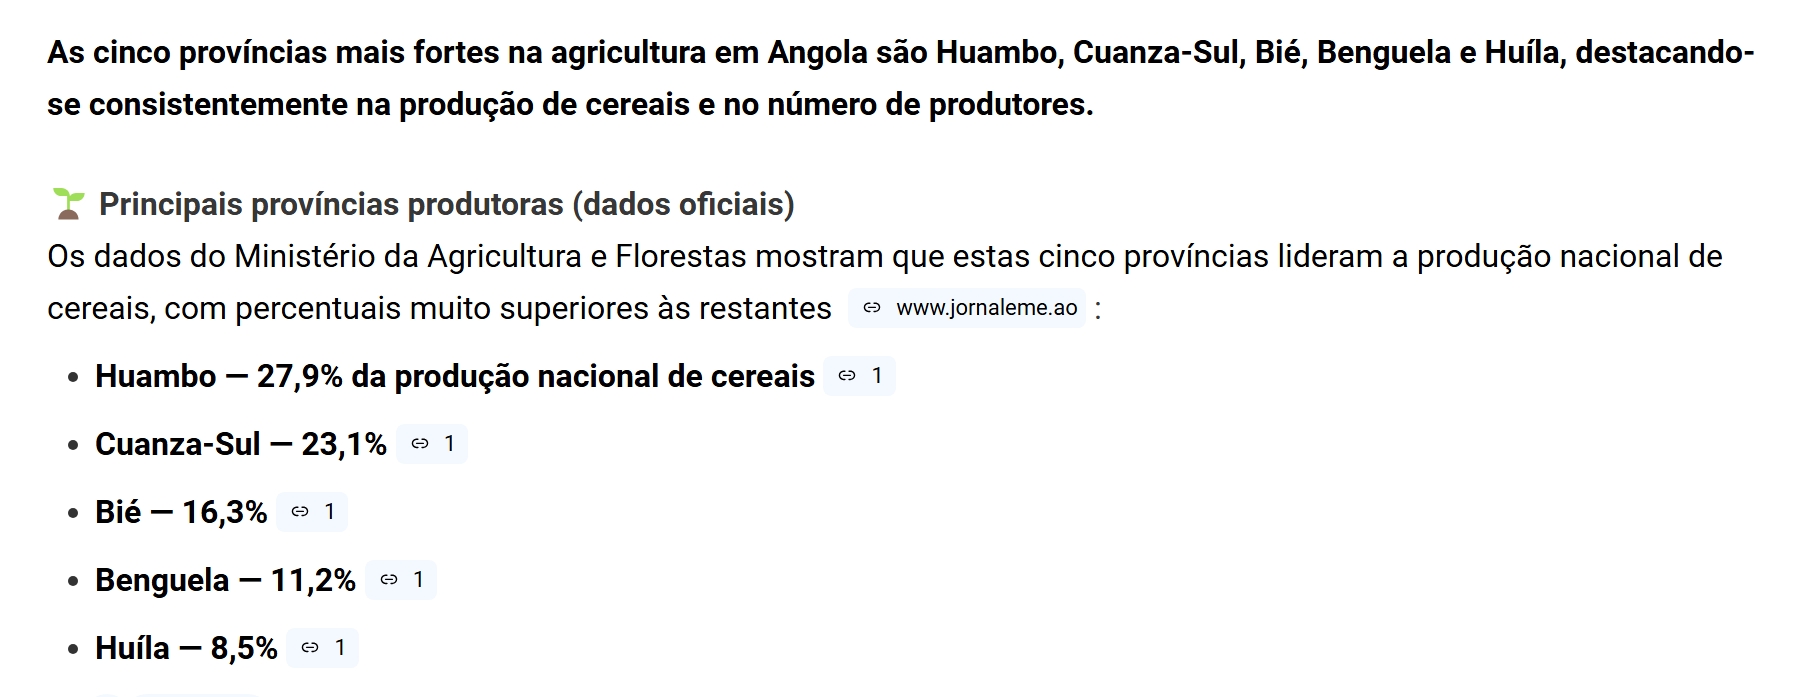 As cinco províncias mais fortes na agricultura em Angola são Huambo, Cuanza-Sul, Bié, Benguela e Huíla, destacando-
se consistentemente na produção de cereais e no número de produtores.
Principais províncias produtoras (dados oficiais)
Os dados do Ministério da Agricultura e Florestas mostram que estas cinco províncias lideram a produção nacional de
cereais, com percentuais muito superiores às restantes www.jornaleme.ao :
• Huambo — 27,9% da produção nacional de cereais 1
• Cuanza-Sul — 23,1% 1
• Bié — 16,3% 1
• Benguela — 11,2% 1
• Huíla — 8,5% 1